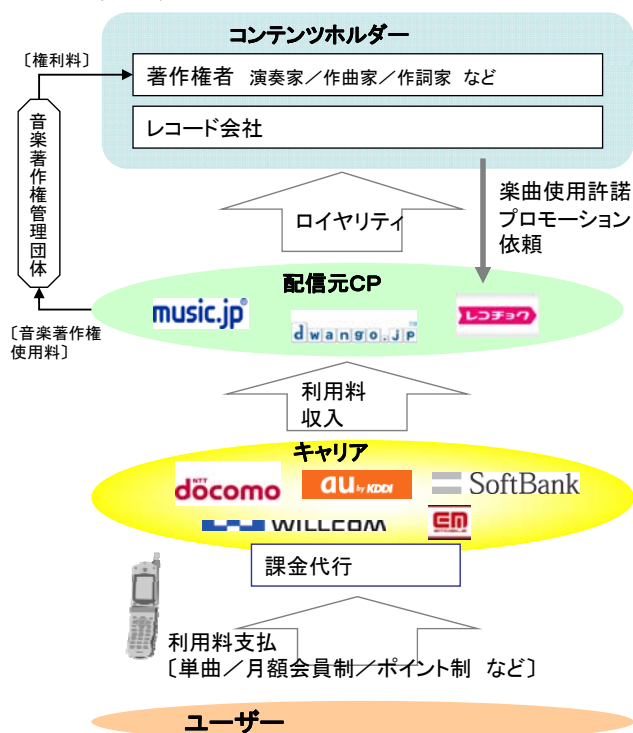 コンテンツホルダー
〔権利料〕
著作権者 演奏家／作曲家／作詞家 など
レコード会社
音楽著作権管理団体
楽曲使用許諾
プロモーション
依頼
ロイヤリティ
配信元CP
music.jp
dwango.jp
レコチョク
〔音楽著作権
使用料〕
利用料
収入
キャリア
NTT
docomo
au by KDDI
SoftBank
WILLCOM
EM
課金代行
利用料支払
〔単曲／月額会員制／ポイント制 など〕
ユーザー